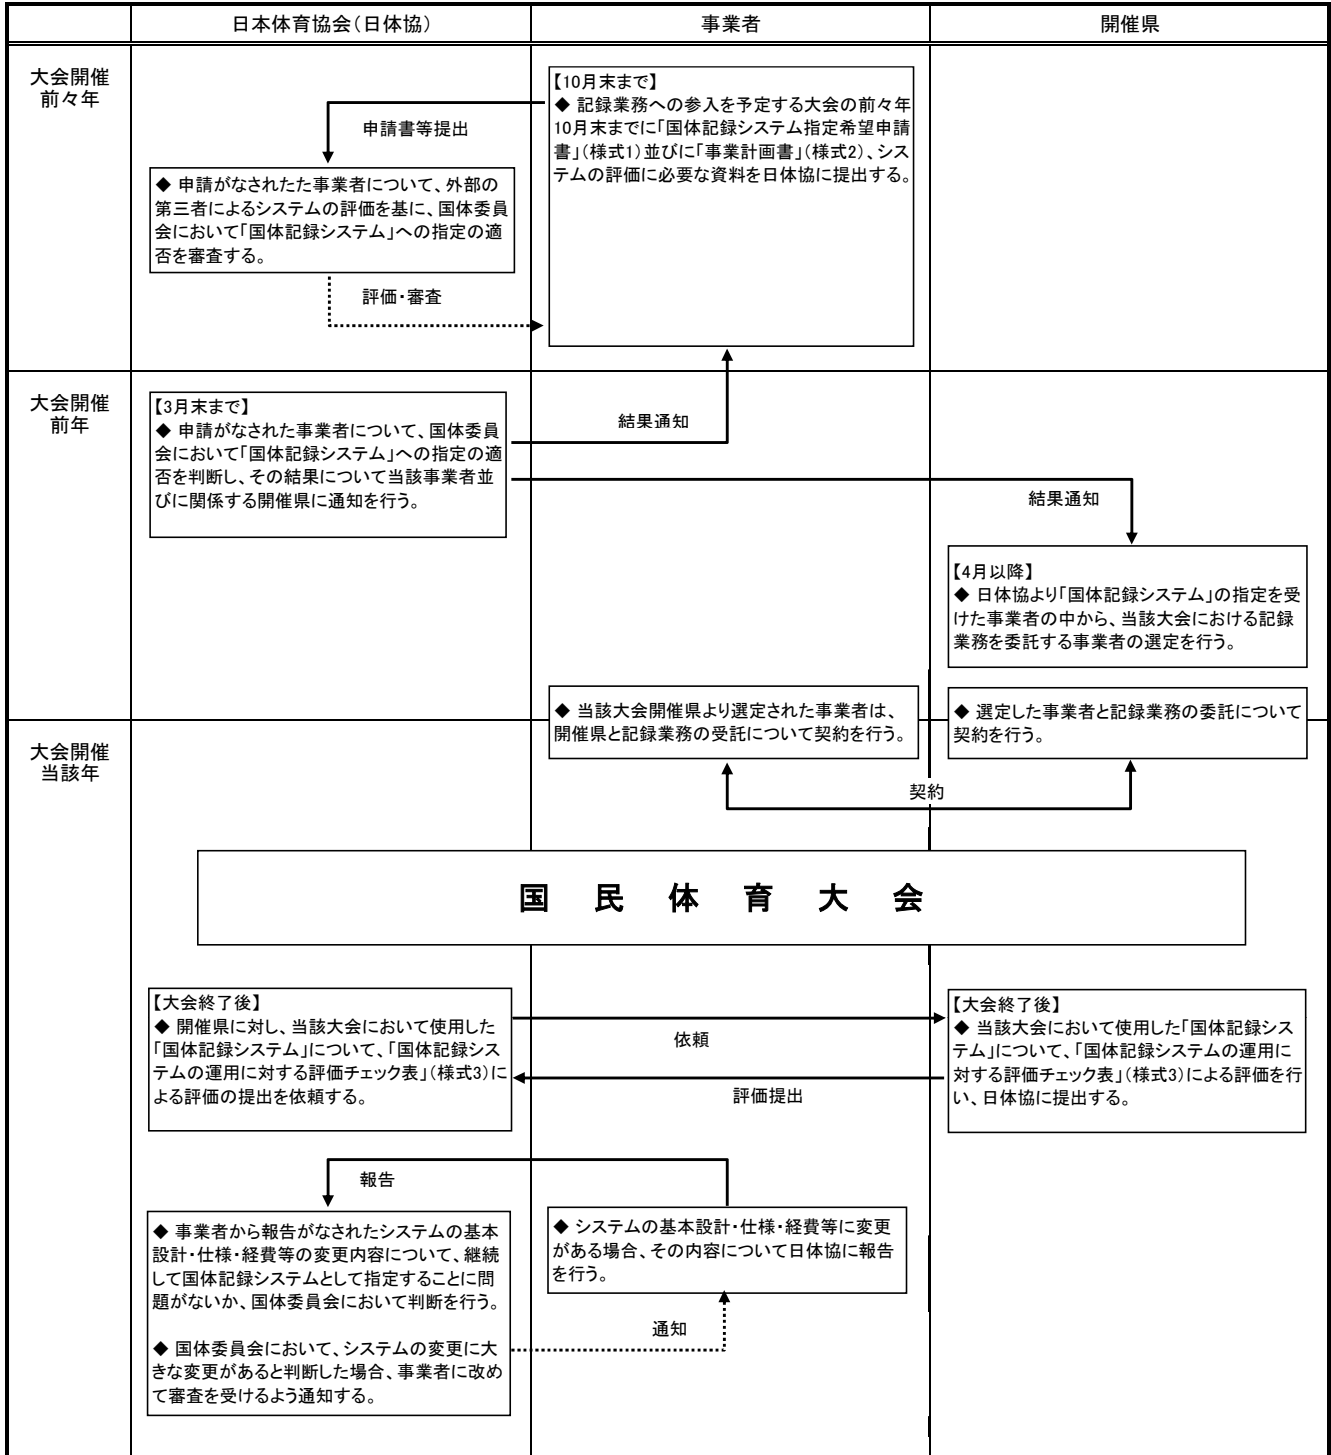 日本体育協会(日体協)
事業者
開催県
大会開催
前々年
【10月末まで】
◆ 記録業務への参入を予定する大会の前々年
10月末までに「国体記録システム指定希望申請
書」(様式1)並びに「事業計画書」(様式2)、シス
テムの評価に必要な資料を日体協に提出する。
申請書等提出
◆ 申請がなされたた事業者について、外部の
第三者によるシステムの評価を基に、国体委員
会において「国体記録システム」への指定の適
否を審査する。
評価・審査
大会開催
前年
【3月末まで】
◆ 申請がなされた事業者について、国体委員
会において「国体記録システム」への指定の適
否を判断し、その結果について当該事業者並
びに関係する開催県に通知を行う。
結果通知
結果通知
【4月以降】
◆ 日体協より「国体記録システム」の指定を受
けた事業者の中から、当該大会における記録
業務を委託する事業者の選定を行う。
◆ 当該大会開催県より選定された事業者は、
開催県と記録業務の受託について契約を行う。
◆ 選定した事業者と記録業務の委託について
契約を行う。
大会開催
当該年
契約
国民体育大会
【大会終了後】
◆ 開催県に対し、当該大会において使用した
「国体記録システム」について、「国体記録シス
テムの運用に対する評価チェック表」(様式3)に
よる評価の提出を依頼する。
依頼
評価提出
【大会終了後】
◆ 当該大会において使用した「国体記録シス
テム」について、「国体記録システムの運用に
対する評価チェック表」(様式3)による評価を行
い、日体協に提出する。
報告
◆ 事業者から報告がなされたシステムの基本
設計・仕様・経費等の変更内容について、継続
して国体記録システムとして指定することに問
題がないか、国体委員会において判断を行う。
◆ 国体委員会において、システムの変更に大
きな変更があると判断した場合、事業者に改め
て審査を受けるよう通知する。
◆ システムの基本設計・仕様・経費等に変更
がある場合、その内容について日体協に報告
を行う。
通知